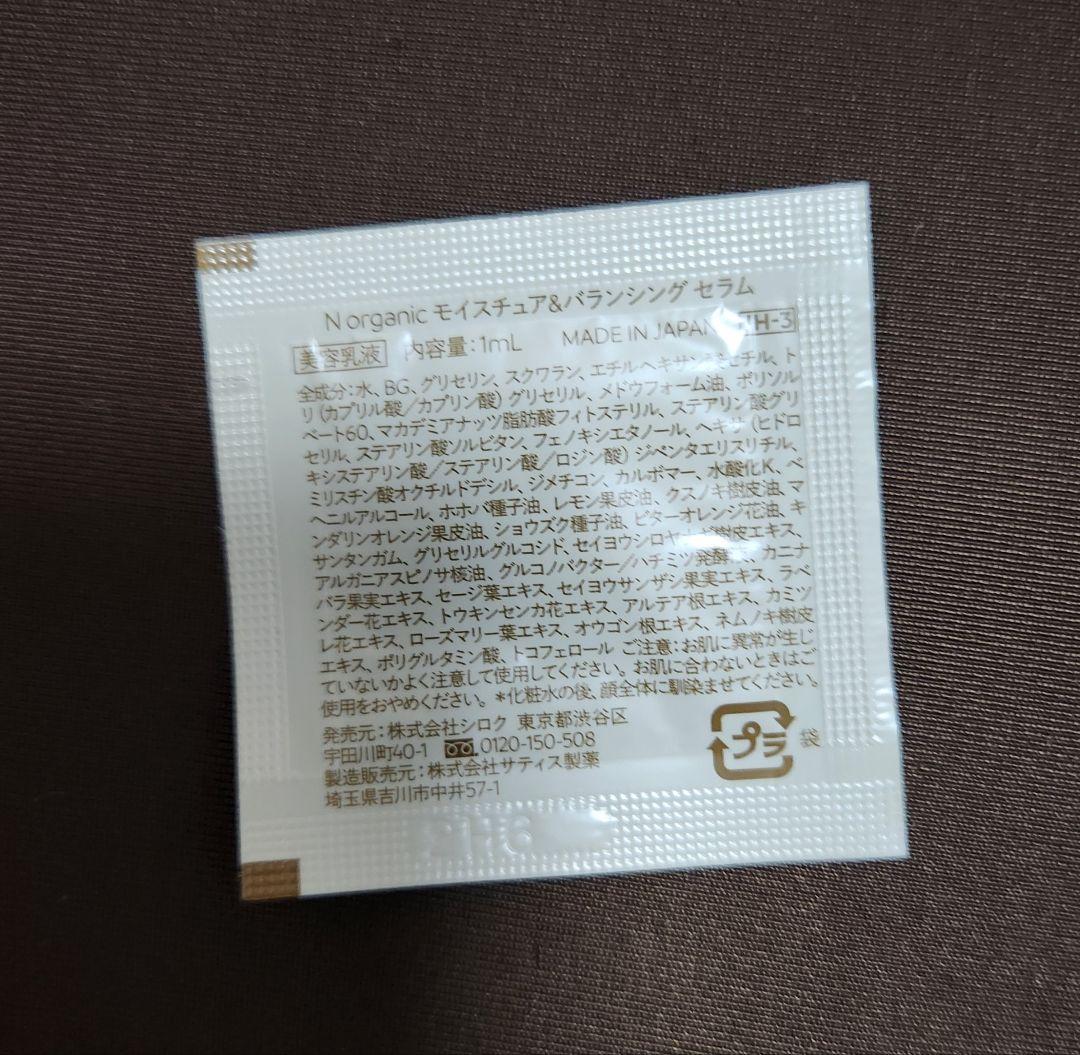 N organic モイスチュア&バランシング セラム
美容乳液 内容量:1mL MADE IN JAPAN H-3
全成分:水、BG、グリセリン、スクワラン、エチルヘキサン酸セチル、ト
リ(カプリル酸/カプリン酸)グリセリル、メドウフォーム油、ポリソル
ベート60、マカデミアナッツ脂肪酸フィトステリル、ステアリン酸グリ
セリル、ステアリン酸ソルビタン、フェノキシエタノール、ヘキサ(ヒドロ
キシステアリン酸/ステアリン酸/ロジン酸)ジペンタエリスリチル、
ミリスチン酸オクチルドデシル、ジメチコン、カルボマー、水酸化K、ベ
ヘニルアルコール、ホホバ種子油、レモン果皮油、クスノキ樹皮油、マ
ンダリンオレンジ果皮油、ショウズク種子油、ビターオレンジ花油、キ
サンタンガム、グリセリルグルコシド、セイヨウシロヤナギ樹皮エキス、
アルガニアスピノサ核油、グルコノバクター/ハチミツ発酵液、カニナ
バラ果実エキス、セージ葉エキス、セイヨウサンザシ果実エキス、ラベ
ンダー花エキス、トウキンセンカ花エキス、アルテア根エキス、カミツ
レ花エキス、ローズマリー葉エキス、オウゴン根エキス、ネムノキ樹皮
エキス、ポリグルタミン酸、トコフェロール ご注意:お肌に異常が生じ
ていないかよく注意して使用してください。お肌に合わないときはご
使用をおやめください。*化粧水の後、顔全体に馴染ませてください。
発売元:株式会社シロク 東京都渋谷区
宇田川町40-1 0120-150-508
製造販売元:株式会社サティス製薬
埼玉県吉川市中井57-1
プラ 袋
H6